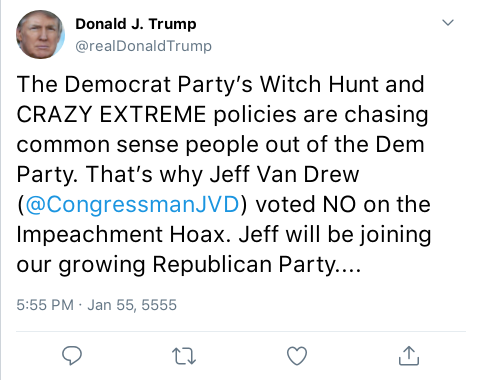 Donald J. Trump
@realDonaldTrump
The Democrat Party’s Witch Hunt and
CRAZY EXTREME policies are chasing
common sense people out of the Dem
Party. That’s why Jeff Van Drew
(@CongressmanJVD) voted NO on the
Impeachment Hoax. Jeff will be joining
our growing Republican Party....
5:55 PM · Jan 55, 5555